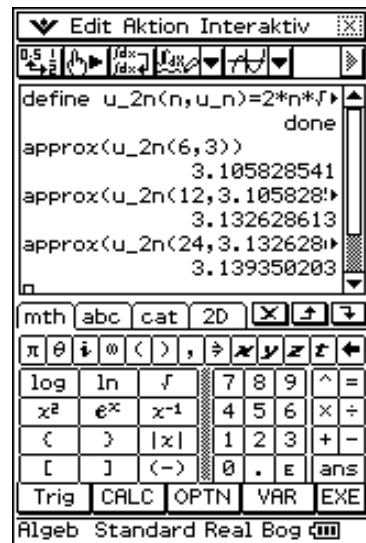 Edit Aktion Interaktiv
define u_2n(n,u_n)=2*n*√
done
approx(u_2n(6,3))
3.105828541
approx(u_2n(12,3.105828
3.132628613
approx(u_2n(24,3.132628
3.139350203
mth abc cat 2D
π θ i ∞ ( ) , ⇒ x y z t ←
log ln √ 7 8 9 ^ =
x² eˣ x⁻¹ 4 5 6 × ÷
( ) |x| 1 2 3 + −
[ ] (−) 0 . E ans
Trig CALC OPTN VAR EXE
Algeb Standard Real Bog